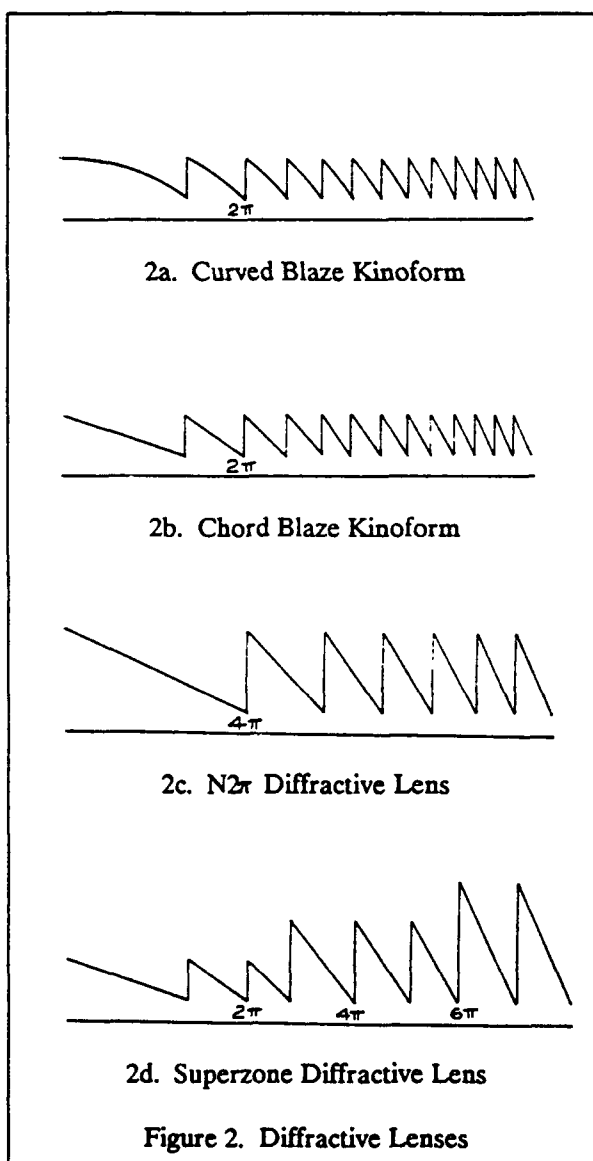 2π
2a. Curved Blaze Kinoform
2π
2b. Chord Blaze Kinoform
4π
2c. N2π Diffractive Lens
2π 4π 6π
2d. Superzone Diffractive Lens
Figure 2. Diffractive Lenses